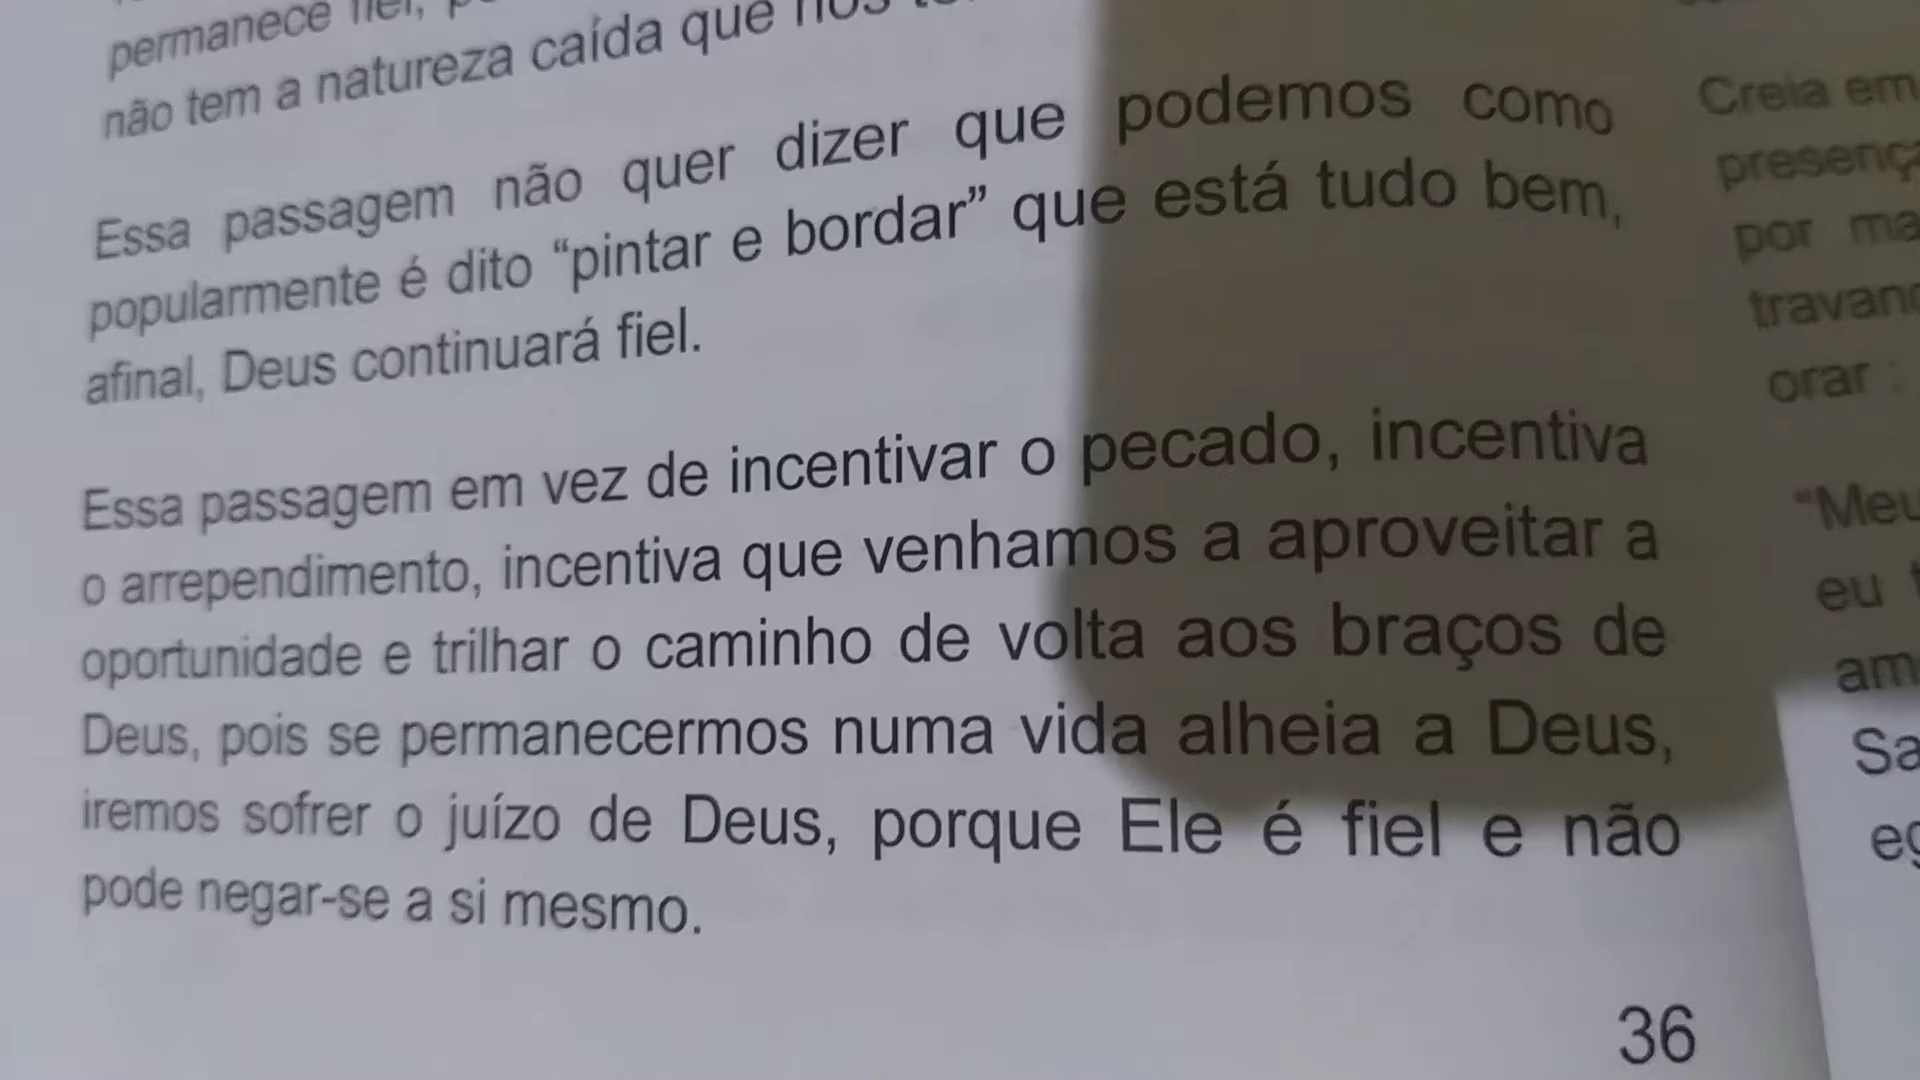 permanece fiel,
não tem a natureza caída que nos
Essa passagem não quer dizer que podemos como
popularmente é dito “pintar e bordar” que está tudo bem,
afinal, Deus continuará fiel.
Essa passagem em vez de incentivar o pecado, incentiva
o arrependimento, incentiva que venhamos a aproveitar a
oportunidade e trilhar o caminho de volta aos braços de
Deus, pois se permanecermos numa vida alheia a Deus,
iremos sofrer o juízo de Deus, porque Ele é fiel e não
pode negar-se a si mesmo.
36
Creia em
por
orar :
“Meu
eu